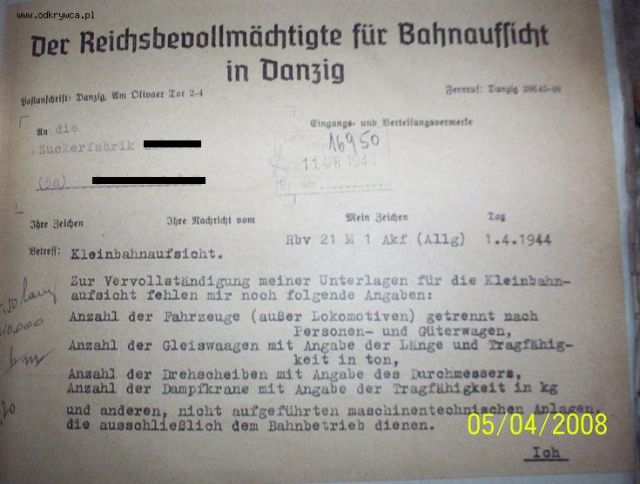 www.odkrywca.pl
Der Reichsbevollmächtigte für Bahnaufsicht
in Danzig
Postanschrift: Danzig, Am Olivaer Tor 2-4
Fernruf: Danzig
An die
Zuckerfabrik
(5a)
Eingangs- und Verteilungsvermerke
16950
Ihre Zeichen Ihre Nachricht vom Mein Zeichen Tag
Rbv 21 M 1 Akf (Allg) 1.4.1944
Betreff: Kleinbahnaufsicht.
Zur Vervollständigung meiner Unterlagen für die Kleinbahn-
aufsicht fehlen mir noch folgende Angaben:
Anzahl der Fahrzeuge (außer Lokomotiven) getrennt nach
Personen- und Güterwagen,
Anzahl der Gleiswaagen mit Angabe der Länge und Tragfähig-
keit in ton,
Anzahl der Drehscheiben mit Angabe des Durchmessers,
Anzahl der Dampfkrane mit Angabe der Tragfähigkeit in kg
und anderen, nicht aufgeführten maschinentechnischen Anlagen,
die ausschließlich dem Bahnbetrieb dienen.
05/04/2008
Ich